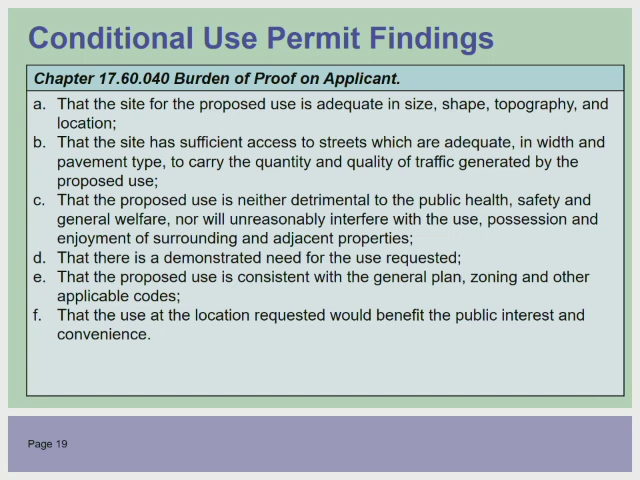 Conditional Use Permit Findings
Chapter 17.60.040 Burden of Proof on Applicant.
a. That the site for the proposed use is adequate in size, shape, topography, and
location;
b. That the site has sufficient access to streets which are adequate, in width and
pavement type, to carry the quantity and quality of traffic generated by the
proposed use;
c. That the proposed use is neither detrimental to the public health, safety and
general welfare, nor will unreasonably interfere with the use, possession and
enjoyment of surrounding and adjacent properties;
d. That there is a demonstrated need for the use requested;
e. That the proposed use is consistent with the general plan, zoning and other
applicable codes;
f. That the use at the location requested would benefit the public interest and
convenience.
Page 19